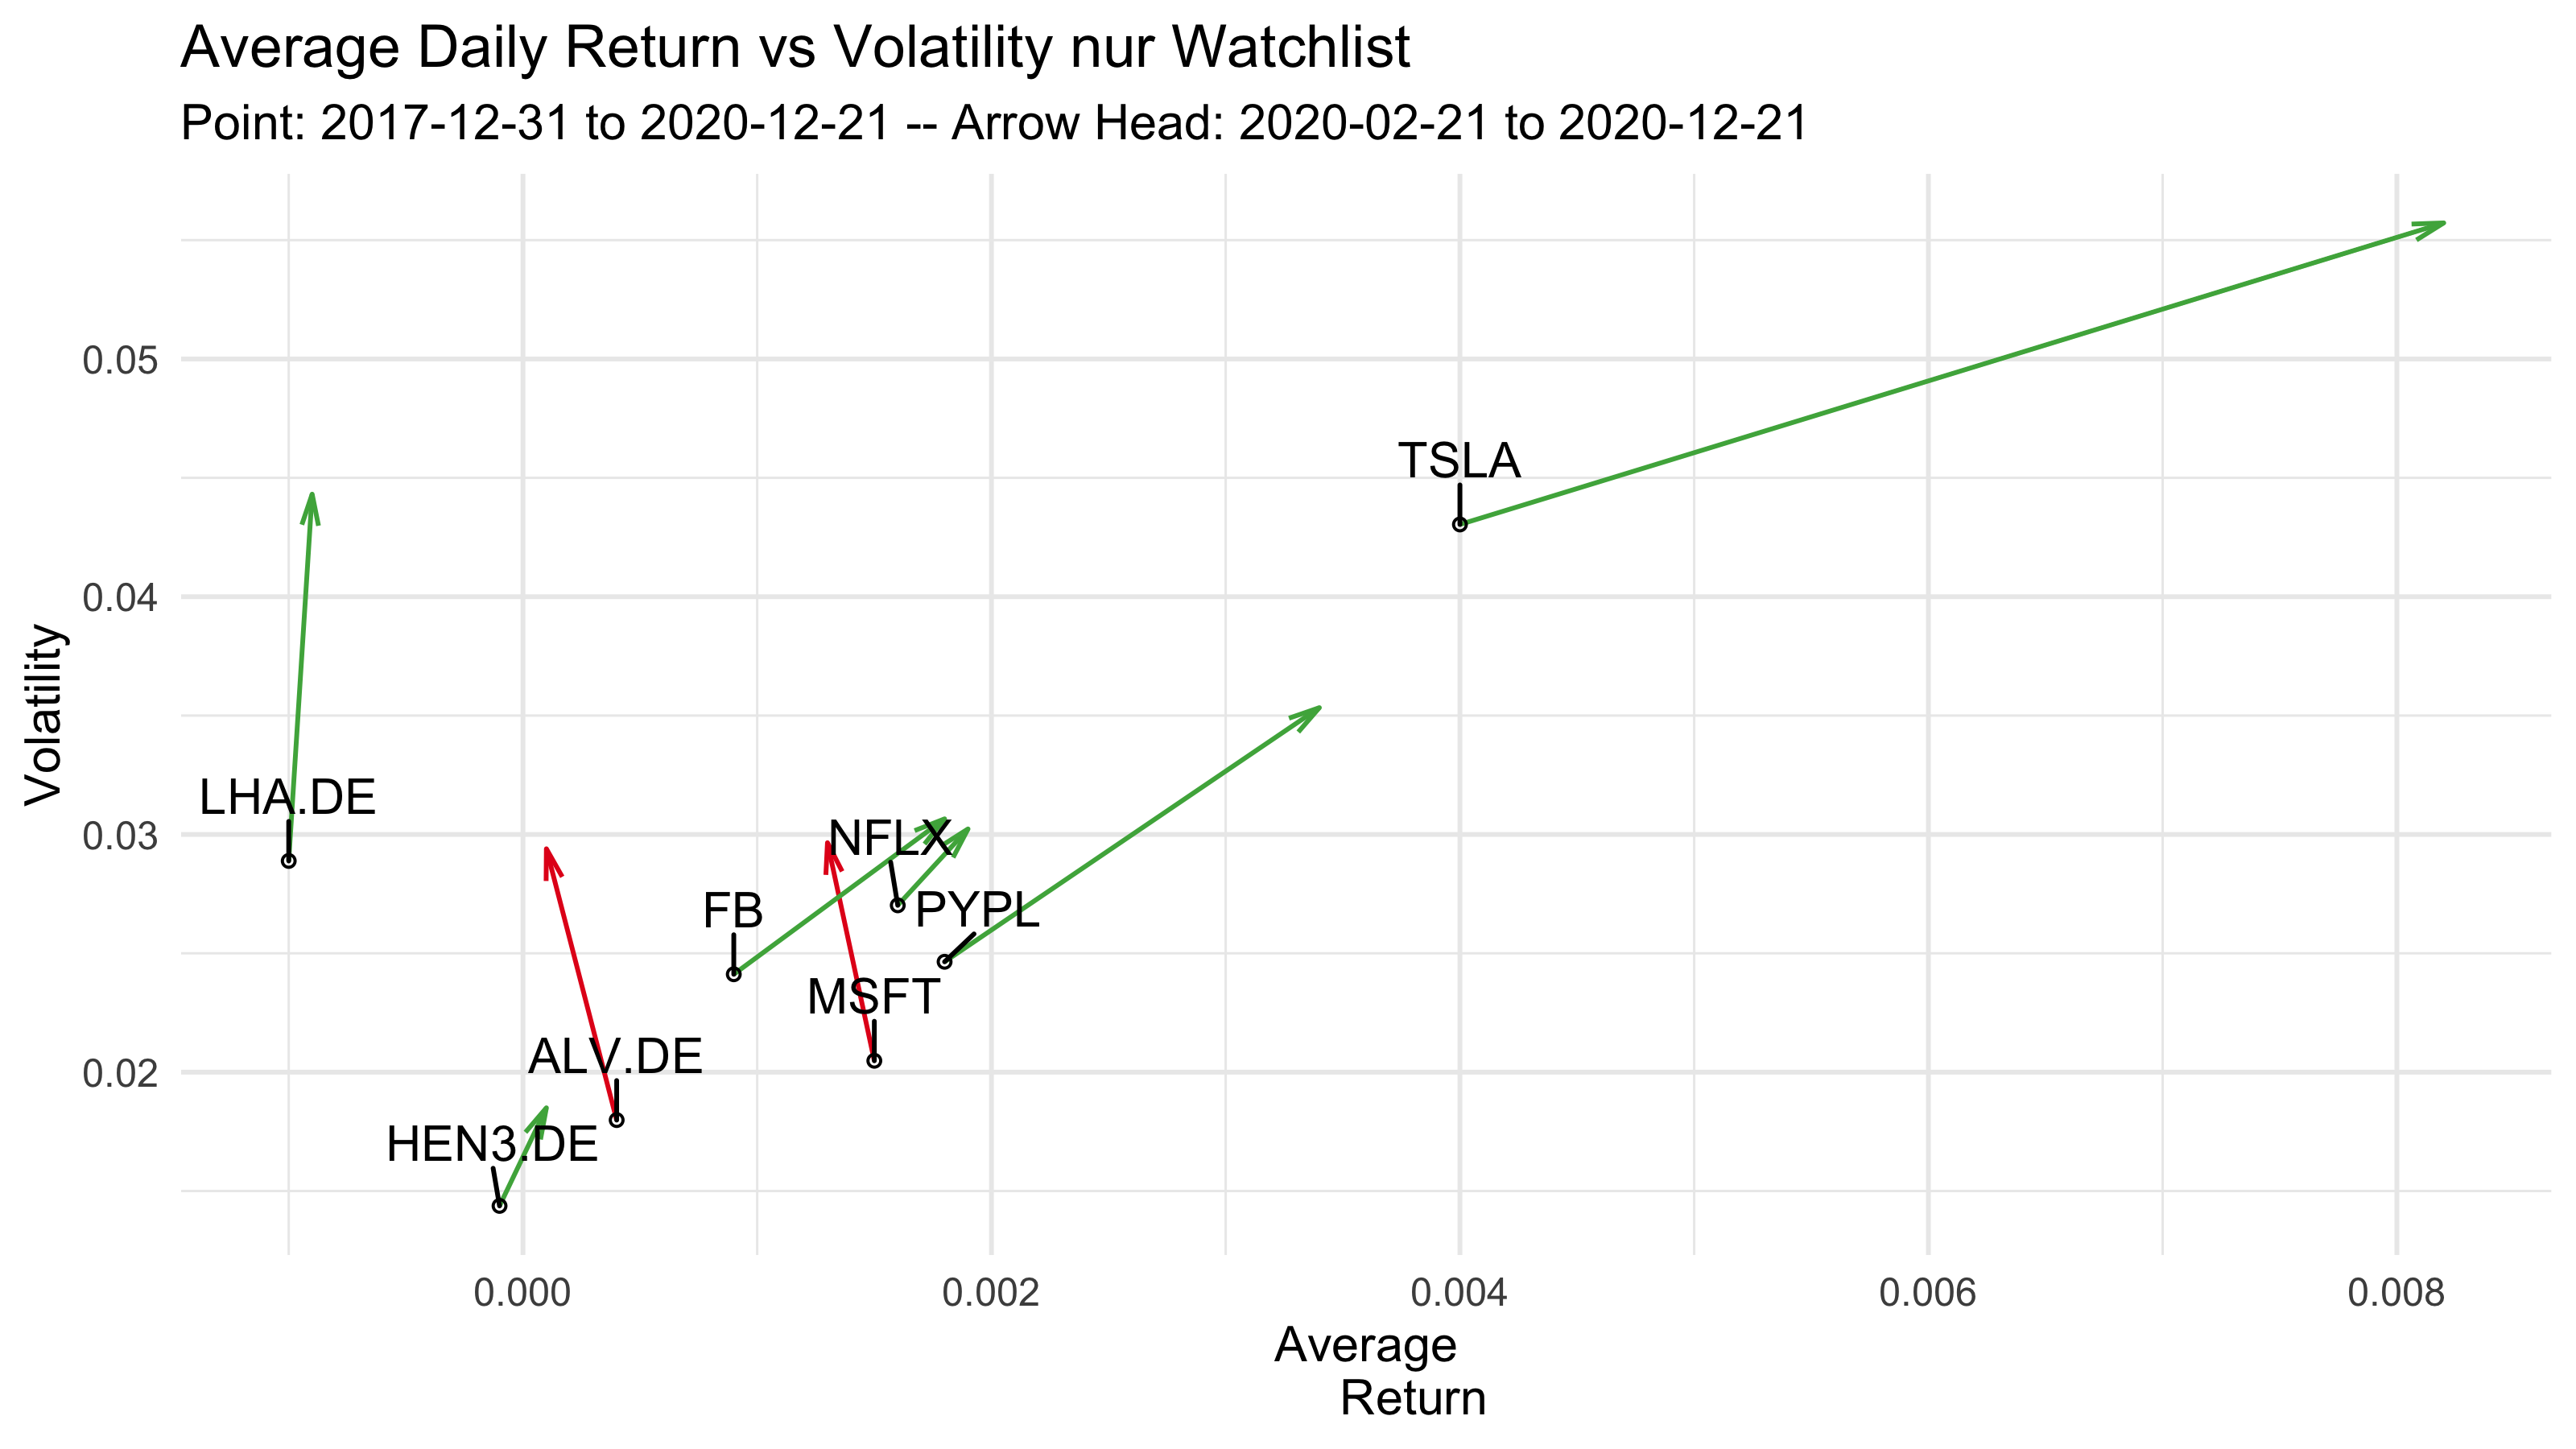 Average Daily Return vs Volatility nur Watchlist
Point: 2017-12-31 to 2020-12-21 -- Arrow Head: 2020-02-21 to 2020-12-21
0.05
TSLA
0.04
LHA.DE
0.03
NFLX
FB
PYPL
MSFT
ALV.DE
0.02
HEN3.DE
Volatility
0.000
0.002
0.004
0.006
0.008
Average
Return